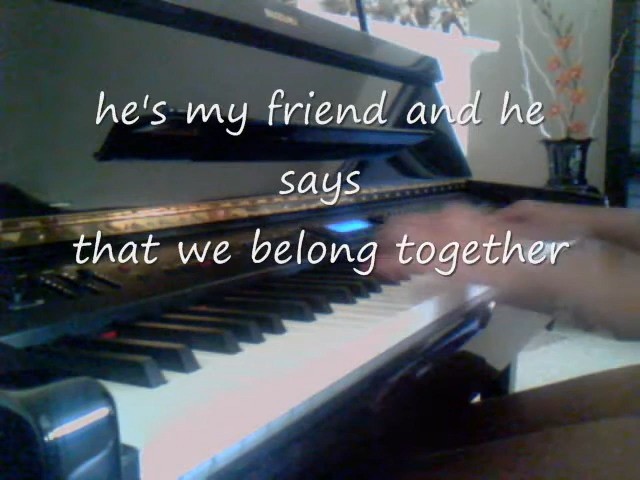 he's my friend and he
says
that we belong together